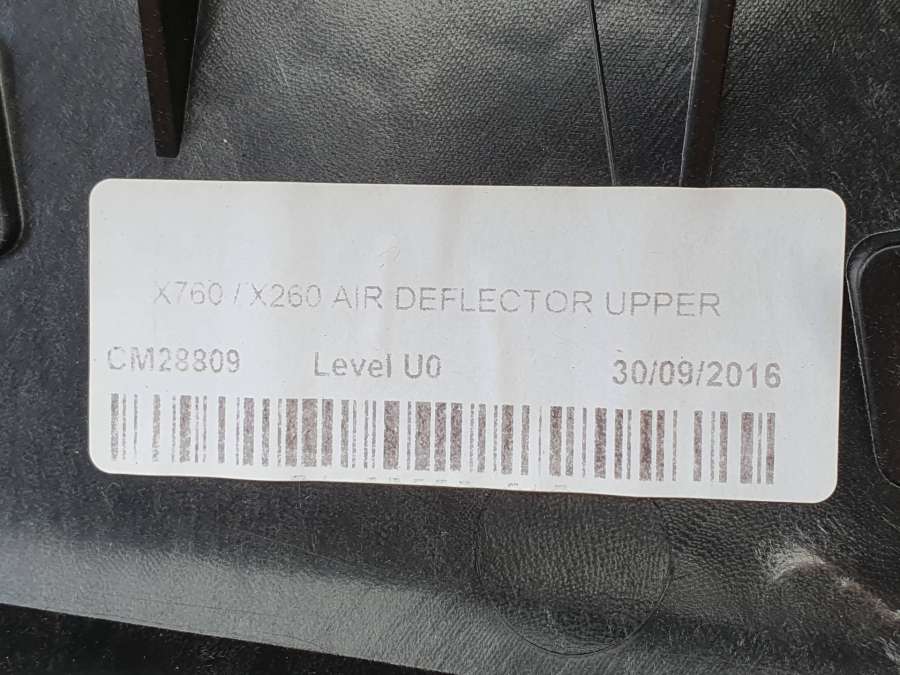 X760 / X260 AIR DEFLECTOR UPPER
CM28809 Level U0 30/09/2016